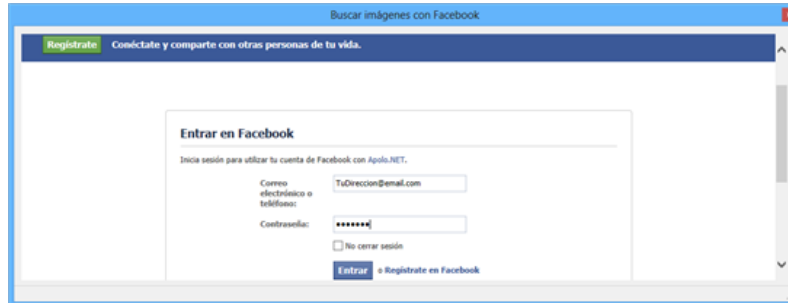 Buscar imágenes con Facebook
Regístrate Conéctate y comparte con otras personas de tu vida.
Entrar en Facebook
Inicia sesión para utilizar tu cuenta de Facebook con Apolo.NET.
Correo
electrónico o
teléfono:
TuDireccion@email.com
Contraseña:
•••••••
No cerrar sesión
Entrar o Regístrate en Facebook